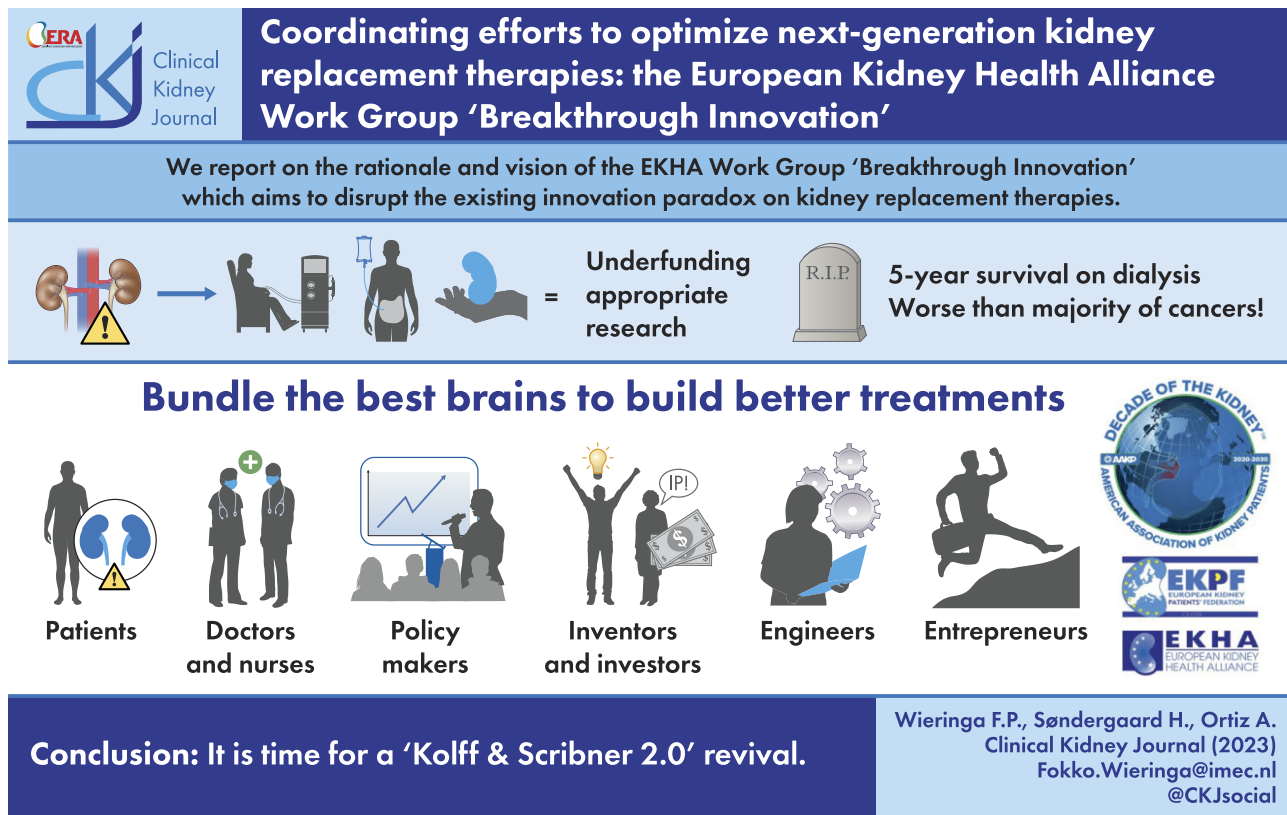 ERA
CKJ
Clinical
Kidney
Journal
Coordinating efforts to optimize next-generation kidney
replacement therapies: the European Kidney Health Alliance
Work Group ‘Breakthrough Innovation’
We report on the rationale and vision of the EKHA Work Group ‘Breakthrough Innovation’
which aims to disrupt the existing innovation paradox on kidney replacement therapies.
!
=
Underfunding
appropriate
research
R.I.P.
5-year survival on dialysis
Worse than majority of cancers!
Bundle the best brains to build better treatments
!
Patients
+
Doctors
and nurses
Policy
makers
IP!
$
Inventors
and investors
Engineers
Entrepreneurs
DECADE OF THE KIDNEY™
AAKP
2020-2030
AMERICAN ASSOCIATION OF KIDNEY PATIENTS
EKPF
EUROPEAN KIDNEY
PATIENTS' FEDERATION
EKHA
EUROPEAN KIDNEY
HEALTH ALLIANCE
Conclusion: It is time for a ‘Kolff & Scribner 2.0’ revival.
Wieringa F.P., Søndergaard H., Ortiz A.
Clinical Kidney Journal (2023)
Fokko.Wieringa@imec.nl
@CKJsocial